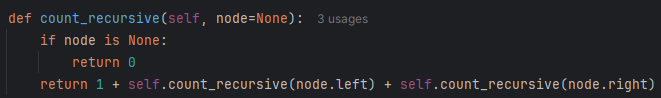 def count_recursive(self, node=None):  3 usages
    if node is None:
        return 0
    return 1 + self.count_recursive(node.left) + self.count_recursive(node.right)